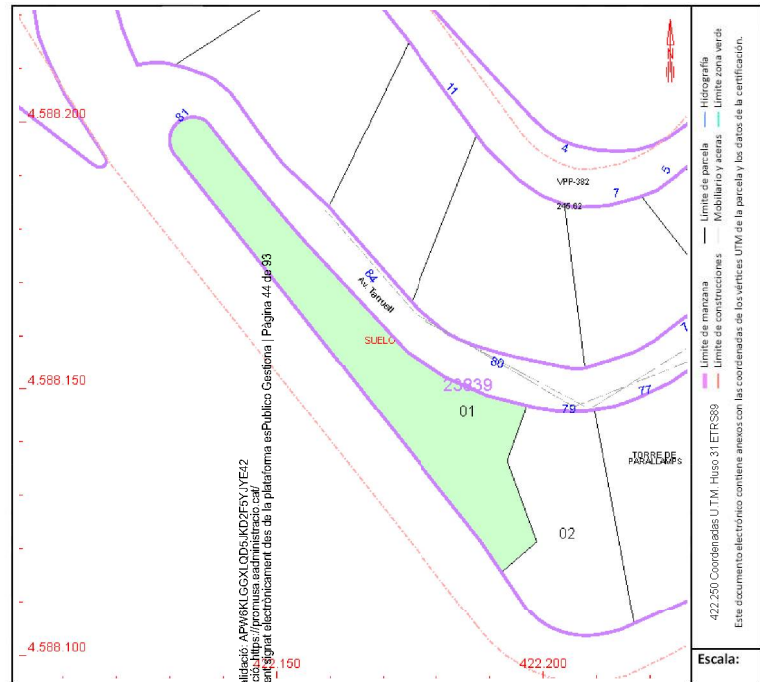 N
81
11
4
5
4.588.200
VPP-382
7
246.62
84
Av. Tarruell
SUELO
80
4.588.150
23839
79
77
01
TORRE DE
PARALLAMPS
02
4.588.100
422.150
422.200
lidació: APW6KLGGXLQD5JKD2F5YJYE42
ció: https://promusa.eadministracio.cat/
ent signat electrònicament des de la plataforma esPublico Gestiona | Pàgina 44 de 93
422.250 Coordenadas U.T.M. Huso 31 ETRS89
Límite de manzana
Límite de parcela
Hidrografía
Límite de construcciones
Mobiliario y aceras
Límite zona verde
Este documento electrónico contiene anexos con las coordenadas de los vértices UTM de la parcela y los datos de la certificación.
Escala: